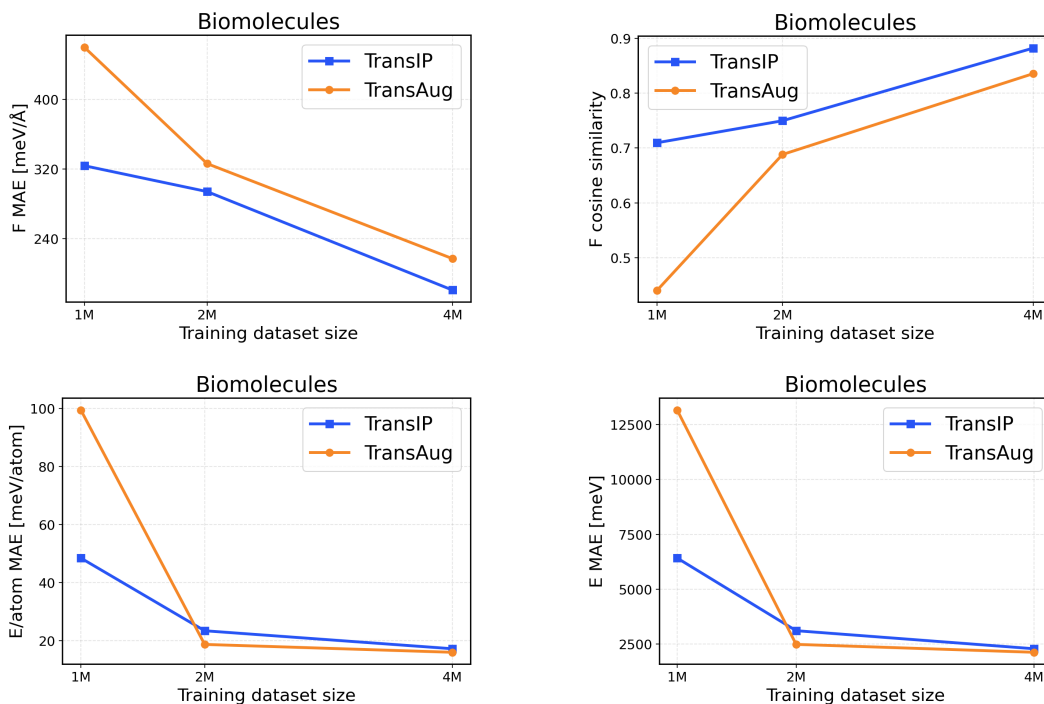 Biomolecules
F MAE [meV/Å]
400
320
240
TransIP
TransAug
1M
2M
4M
Training dataset size
Biomolecules
F cosine similarity
0.9
0.8
0.7
0.6
0.5
TransIP
TransAug
1M
2M
4M
Training dataset size
Biomolecules
E/atom MAE [meV/atom]
100
80
60
40
20
TransIP
TransAug
1M
2M
4M
Training dataset size
Biomolecules
E MAE [meV]
12500
10000
7500
5000
2500
TransIP
TransAug
1M
2M
4M
Training dataset size